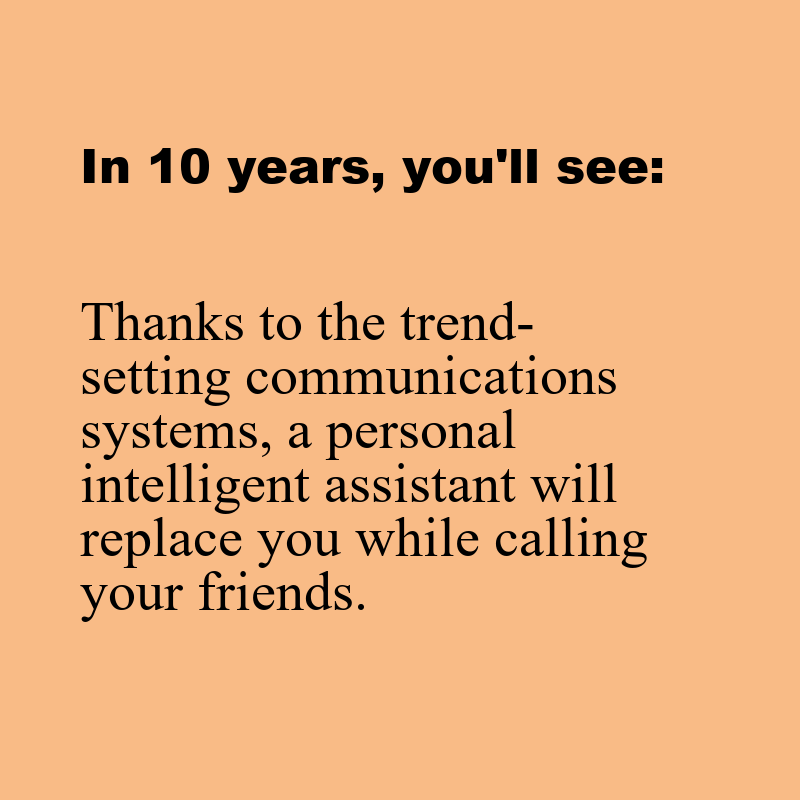 In 10 years, you'll see:
Thanks to the trend-
setting communications
systems, a personal
intelligent assistant will
replace you while calling
your friends.